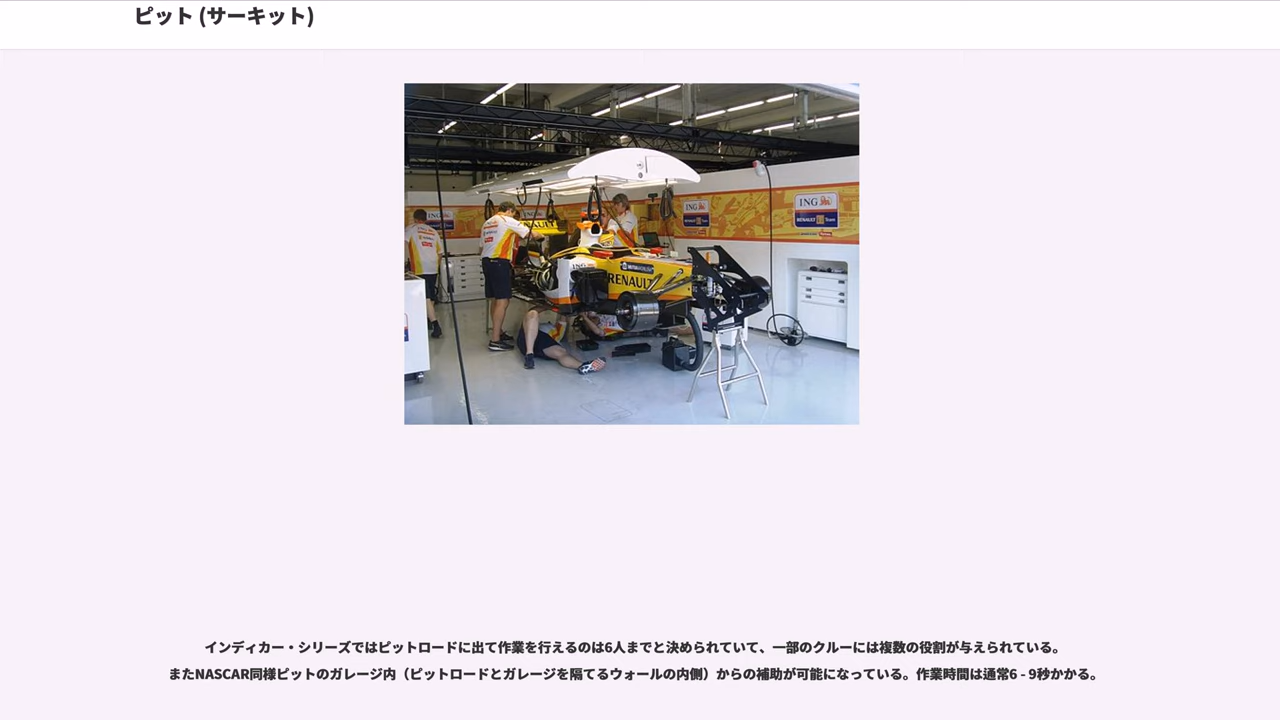 ピット (サーキット)
ING
RENAULT
ING
ING
RENAULT
インディカー・シリーズではピットロードに出て作業を行えるのは6人までと決められていて、一部のクルーには複数の役割が与えられている。
またNASCAR同様ピットのガレージ内（ピットロードとガレージを隔てるウォールの内側）からの補助が可能になっている。作業時間は通常6 - 9秒かかる。